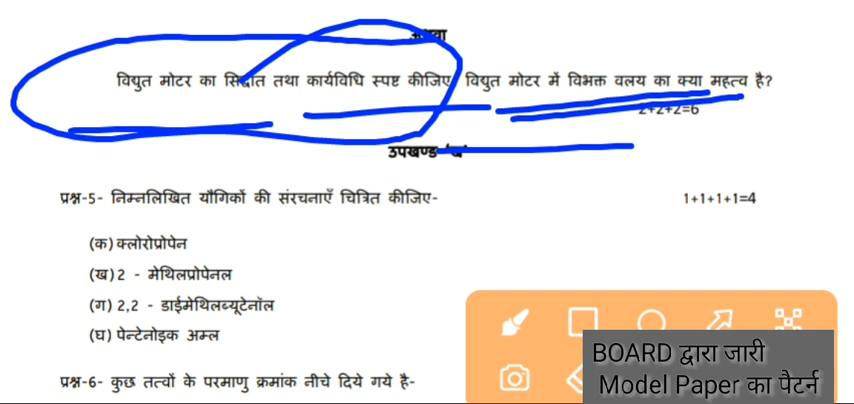 अथवा
विद्युत मोटर का सिद्धांत तथा कार्यविधि स्पष्ट कीजिए, विद्युत मोटर में विभक्त वलय का क्या महत्व है?
2+2+2=6
उपखण्ड-'ख'
प्रश्न-5- निम्नलिखित यौगिकों की संरचनाएँ चित्रित कीजिए- 1+1+1+1=4
(क) क्लोरोप्रोपेन
(ख) 2 - मेथिलप्रोपेनल
(ग) 2,2 - डाईमेथिलब्यूटेनॉल
(घ) पेन्टेनोइक अम्ल
प्रश्न-6- कुछ तत्वों के परमाणु क्रमांक नीचे दिये गये है-
BOARD द्वारा जारी
Model Paper का पैटर्न